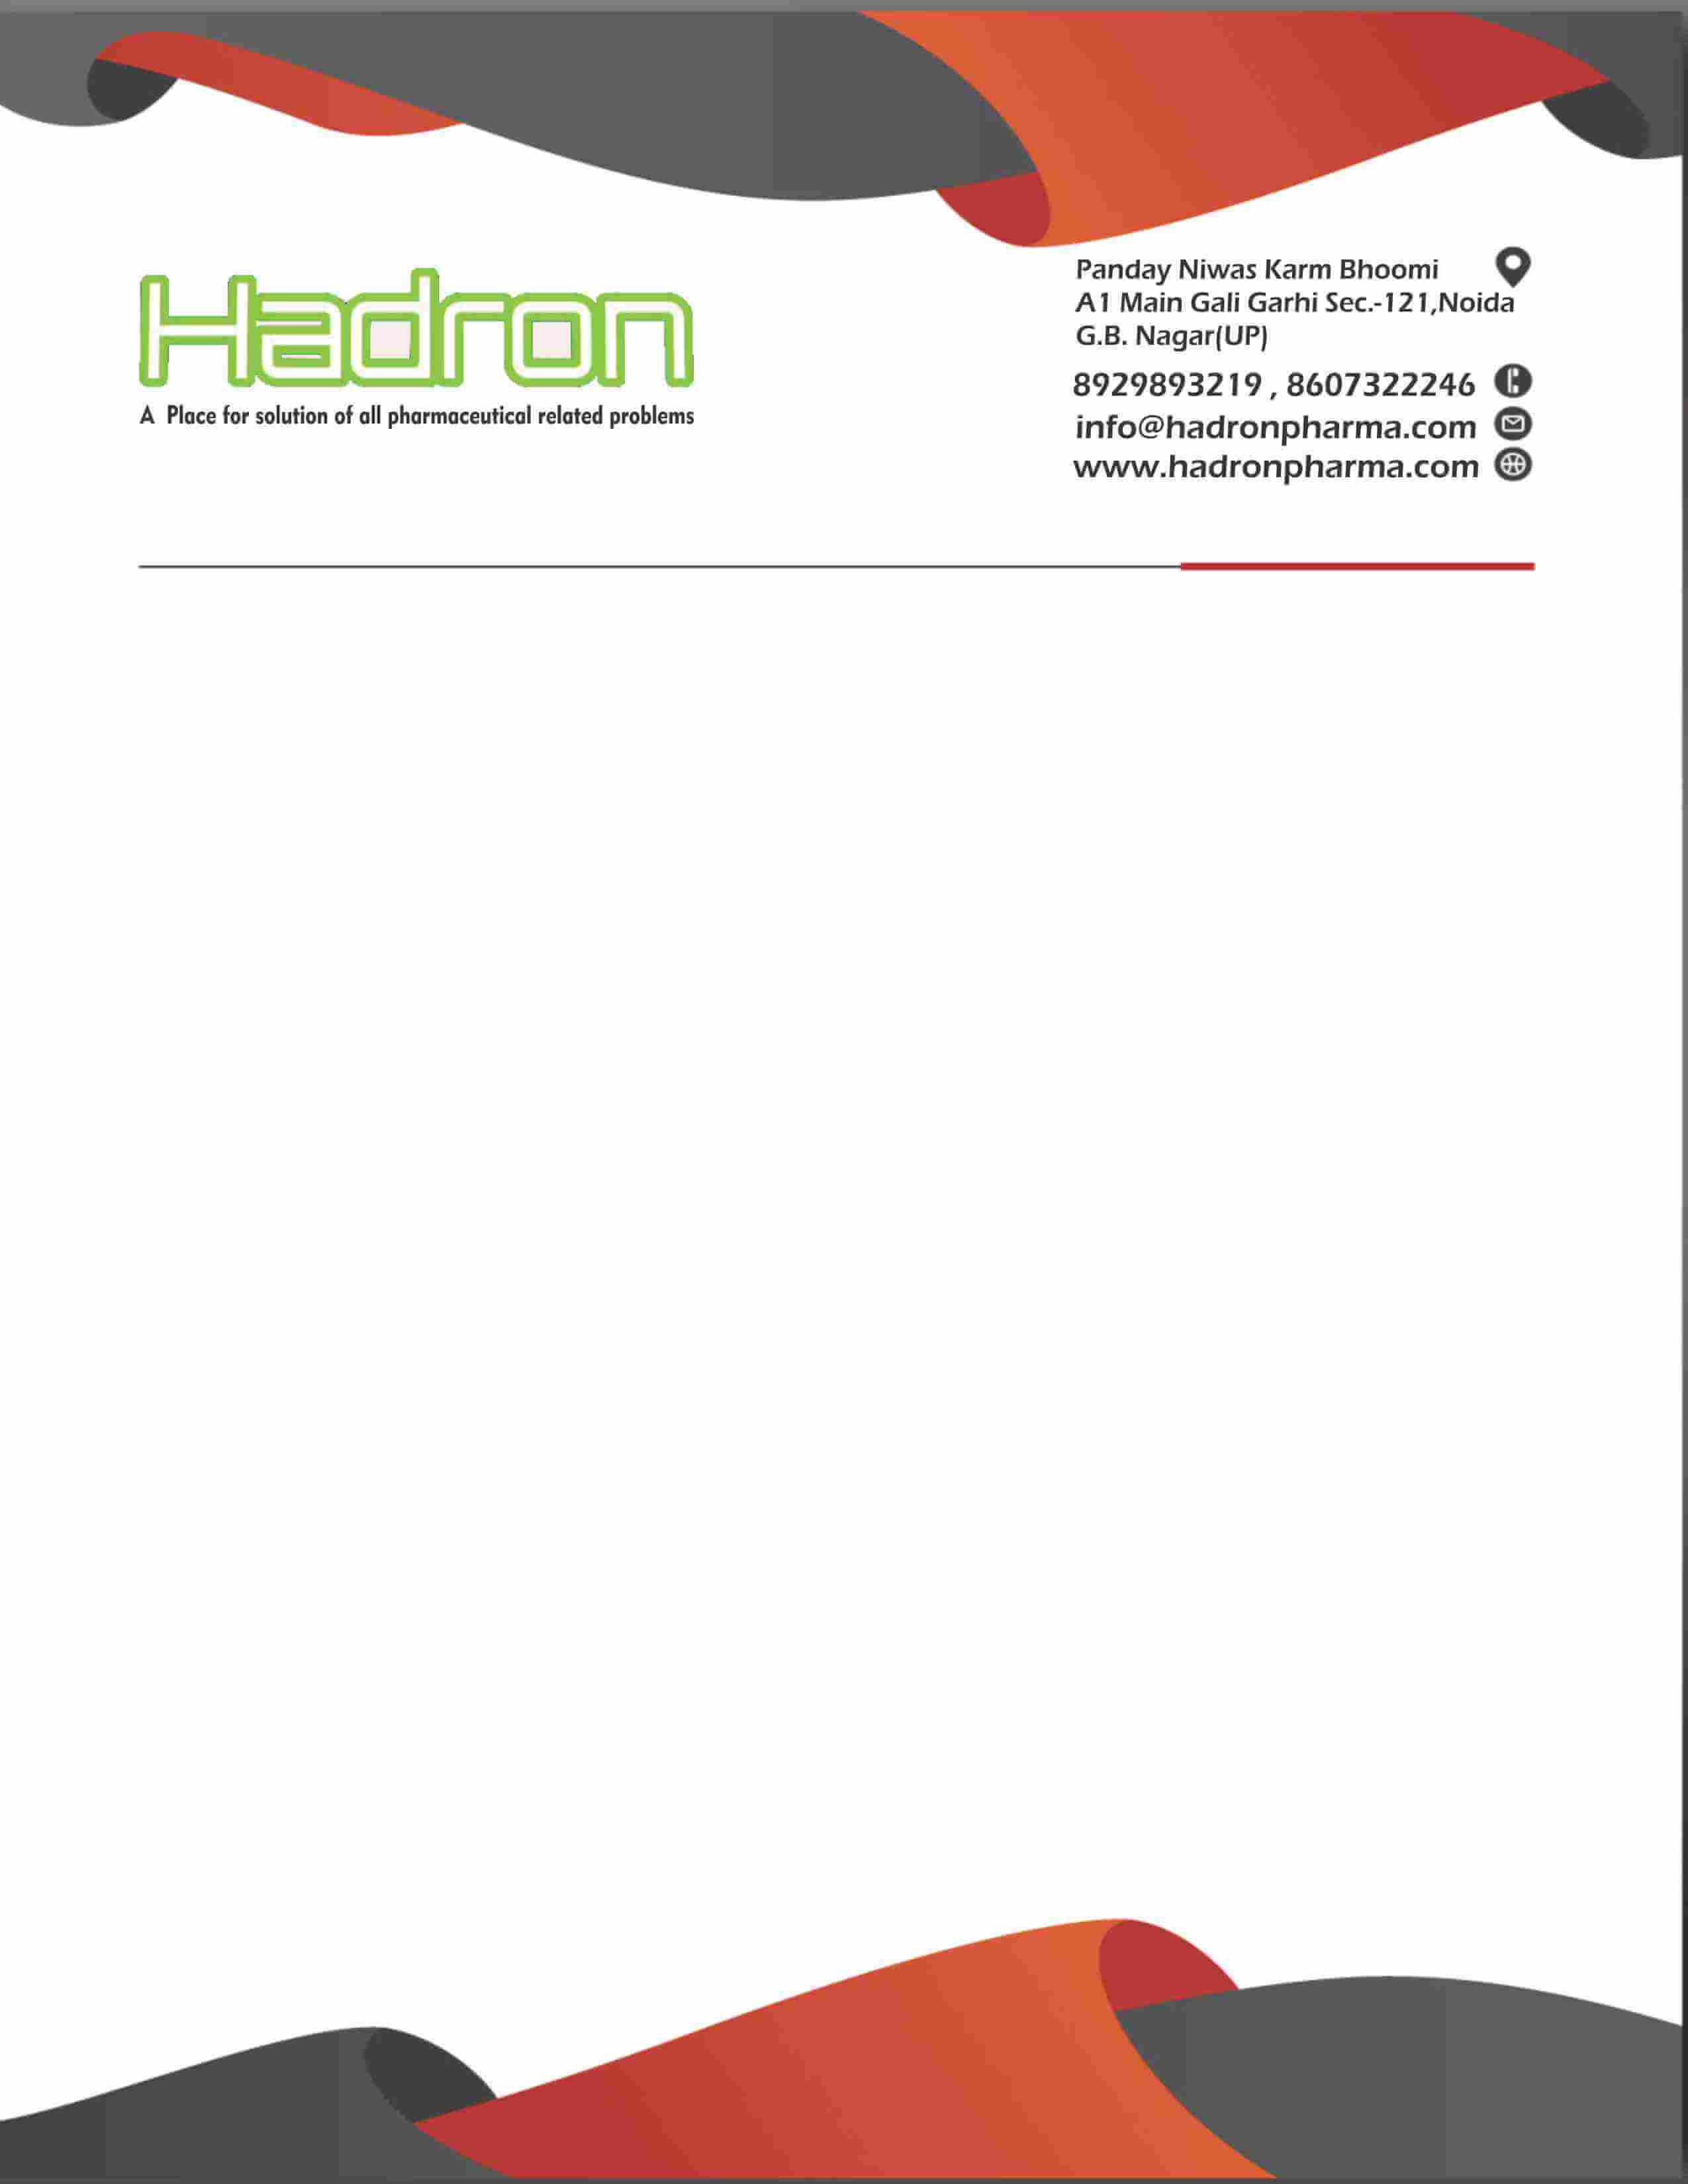 Hadron
A Place for solution of all pharmaceutical related problems
Panday Niwas Karm Bhoomi
A1 Main Gali Garhi Sec.-121,Noida
G.B. Nagar(UP)
8929893219, 8607322246
info@hadronpharma.com
www.hadronpharma.com